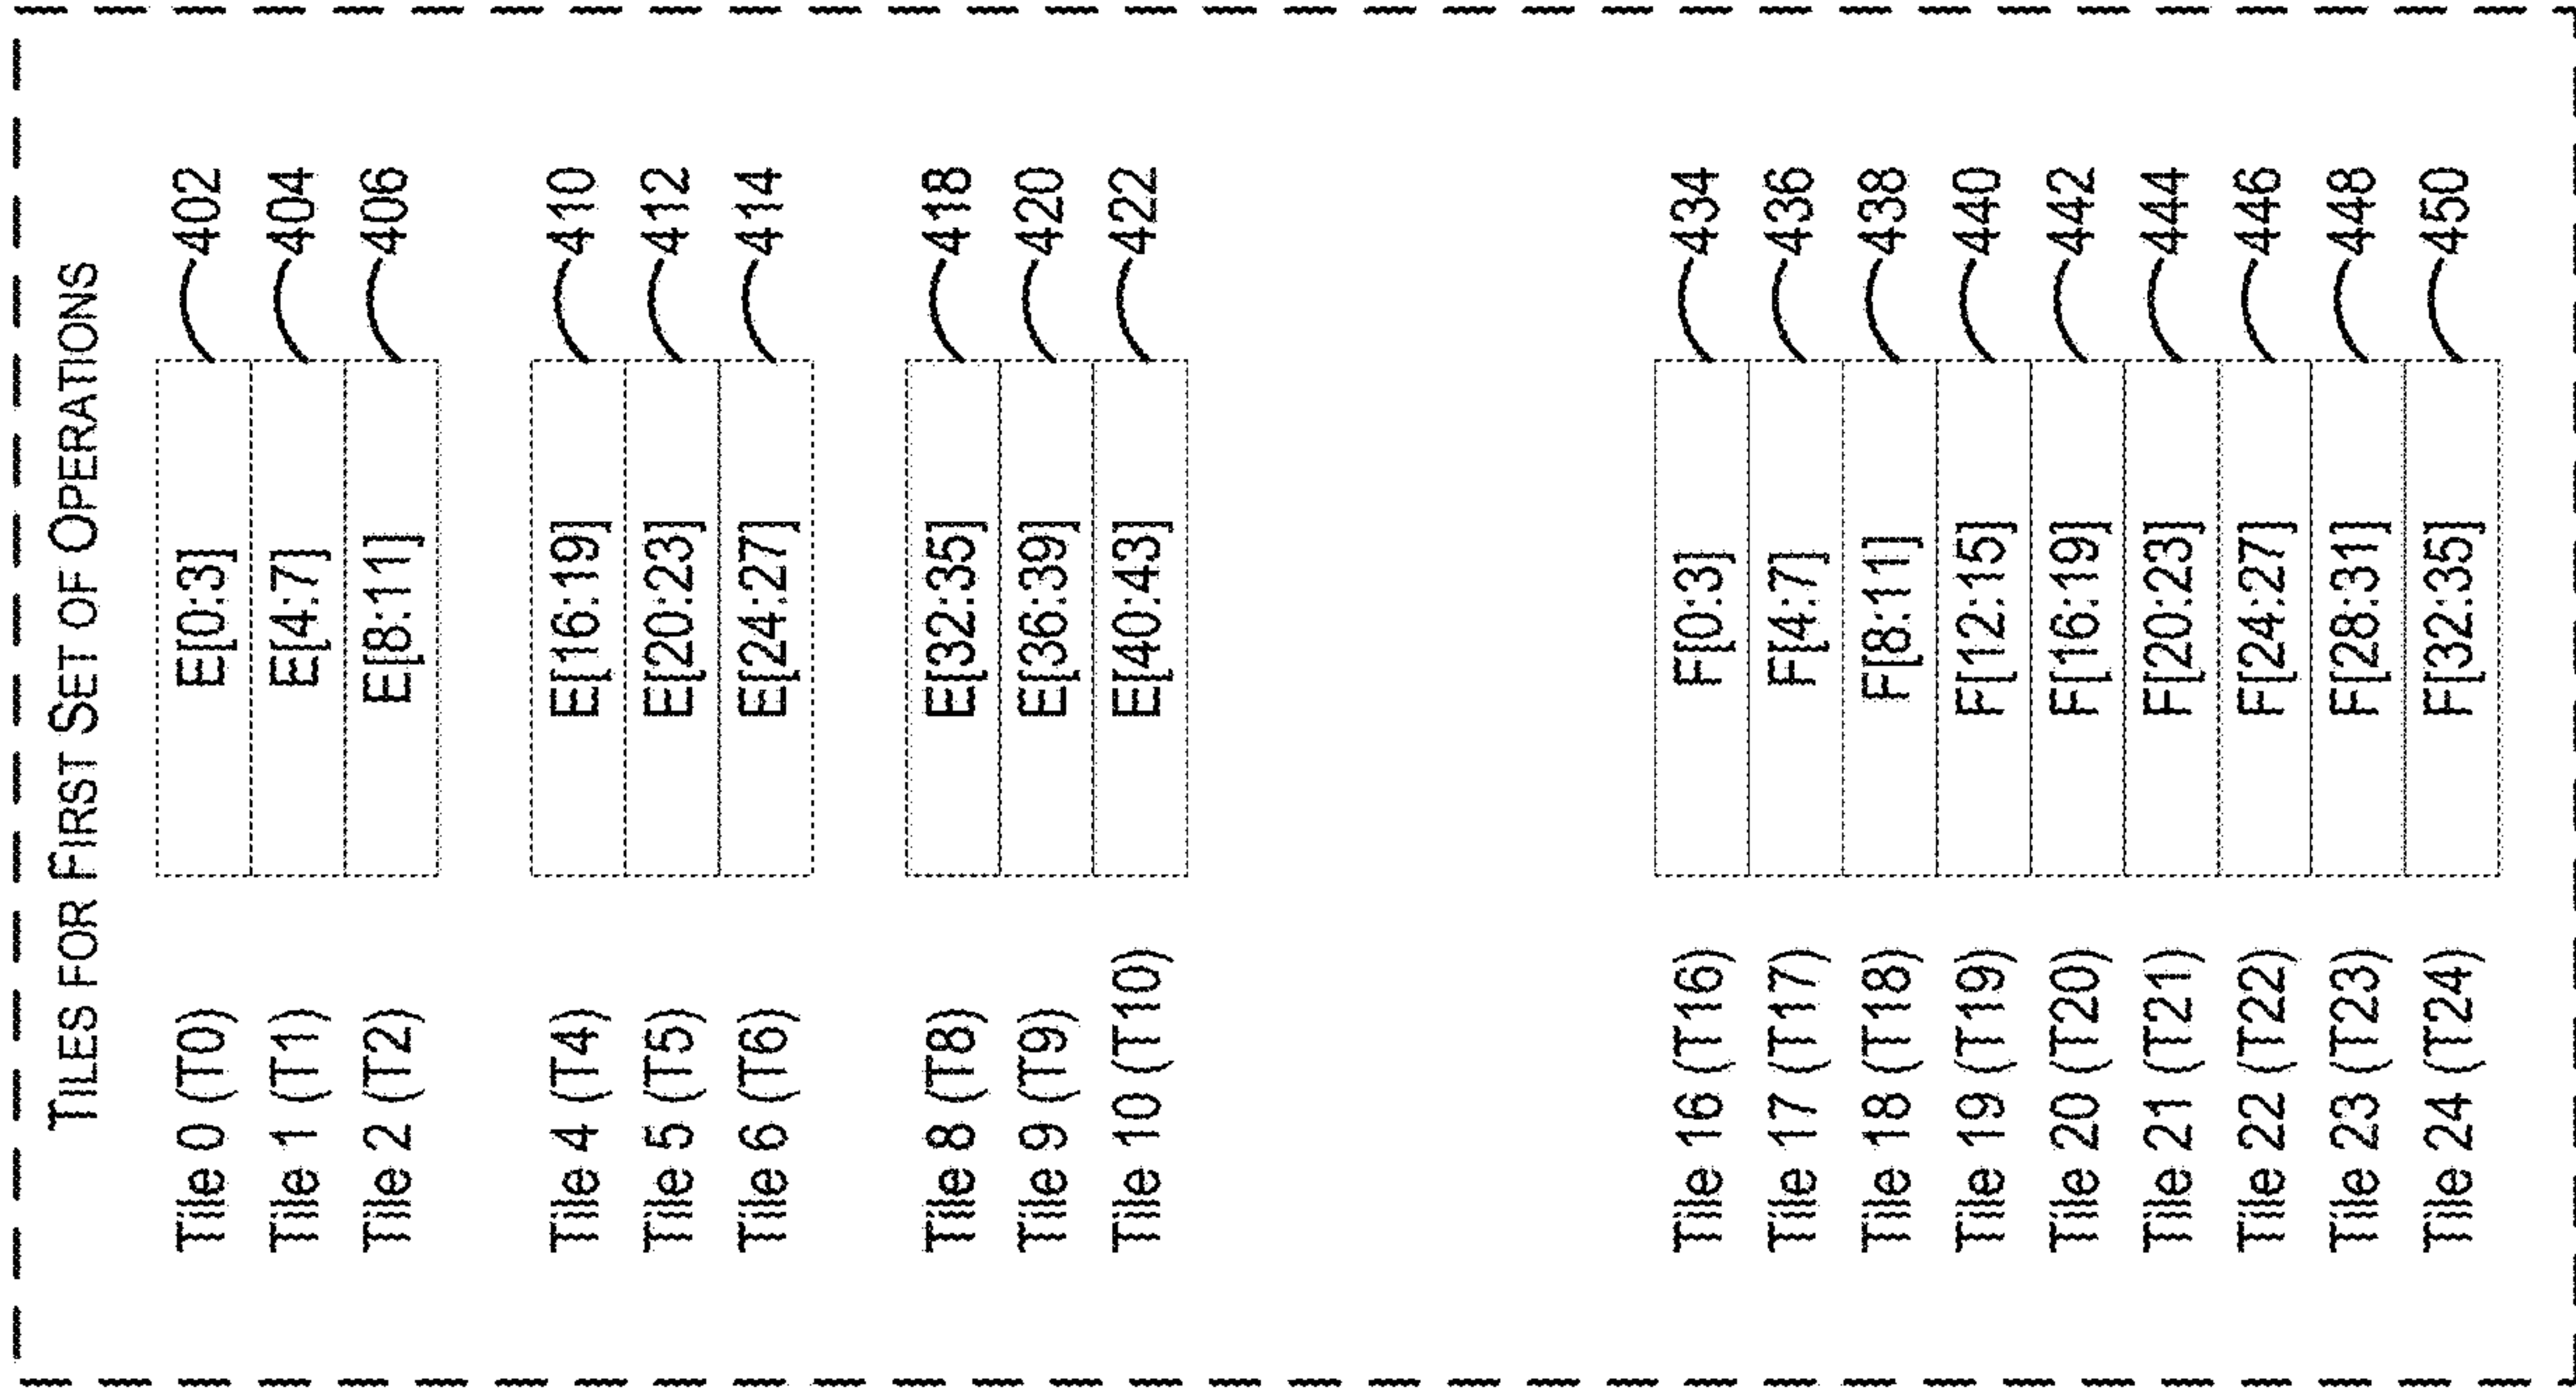 TILES FOR FIRST SET OF OPERATIONS
Tile 0 (T0) E[0:3] 402
Tile 1 (T1) E[4:7] 404
Tile 2 (T2) E[8:11] 406
Tile 4 (T4) E[16:19] 410
Tile 5 (T5) E[20:23] 412
Tile 6 (T6) E[24:27] 414
Tile 8 (T8) E[32:35] 418
Tile 9 (T9) E[36:39] 420
Tile 10 (T10) E[40:43] 422
Tile 16 (T16) F[0:3] 434
Tile 17 (T17) F[4:7] 436
Tile 18 (T18) F[8:11] 438
Tile 19 (T19) F[12:15] 440
Tile 20 (T20) F[16:19] 442
Tile 21 (T21) F[20:23] 444
Tile 22 (T22) F[24:27] 446
Tile 23 (T23) F[28:31] 448
Tile 24 (T24) F[32:35] 450